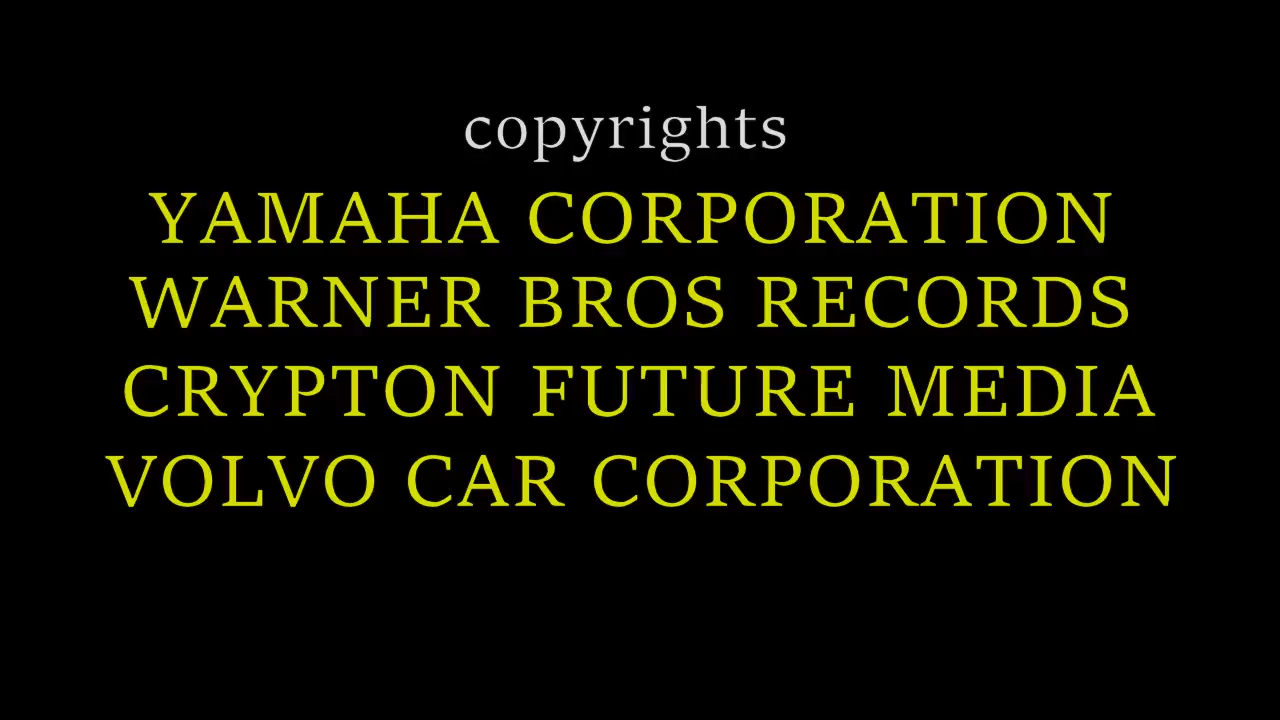 copyrights
YAMAHA CORPORATION
WARNER BROS RECORDS
CRYPTON FUTURE MEDIA
VOLVO CAR CORPORATION